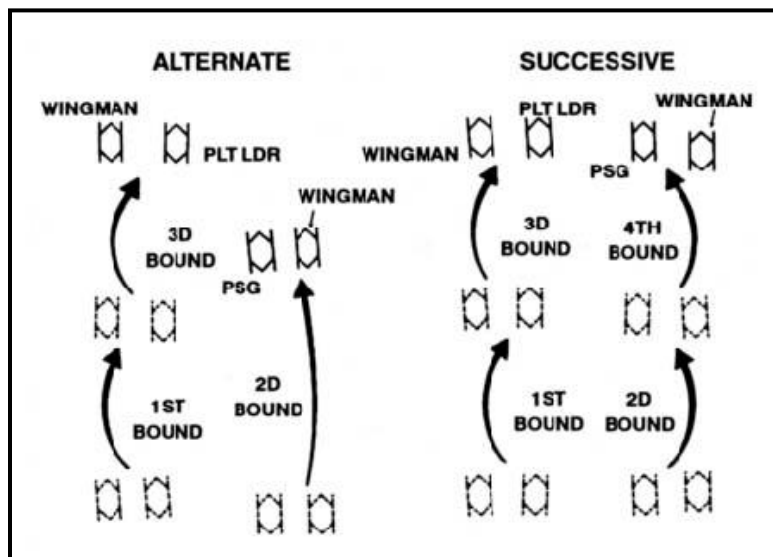 ALTERNATE
WINGMAN
PLT LDR
WINGMAN
3D
BOUND
PSG
2D
BOUND
1ST
BOUND
SUCCESSIVE
PLT LDR
WINGMAN
WINGMAN
PSG
3D
BOUND
4TH
BOUND
1ST
BOUND
2D
BOUND